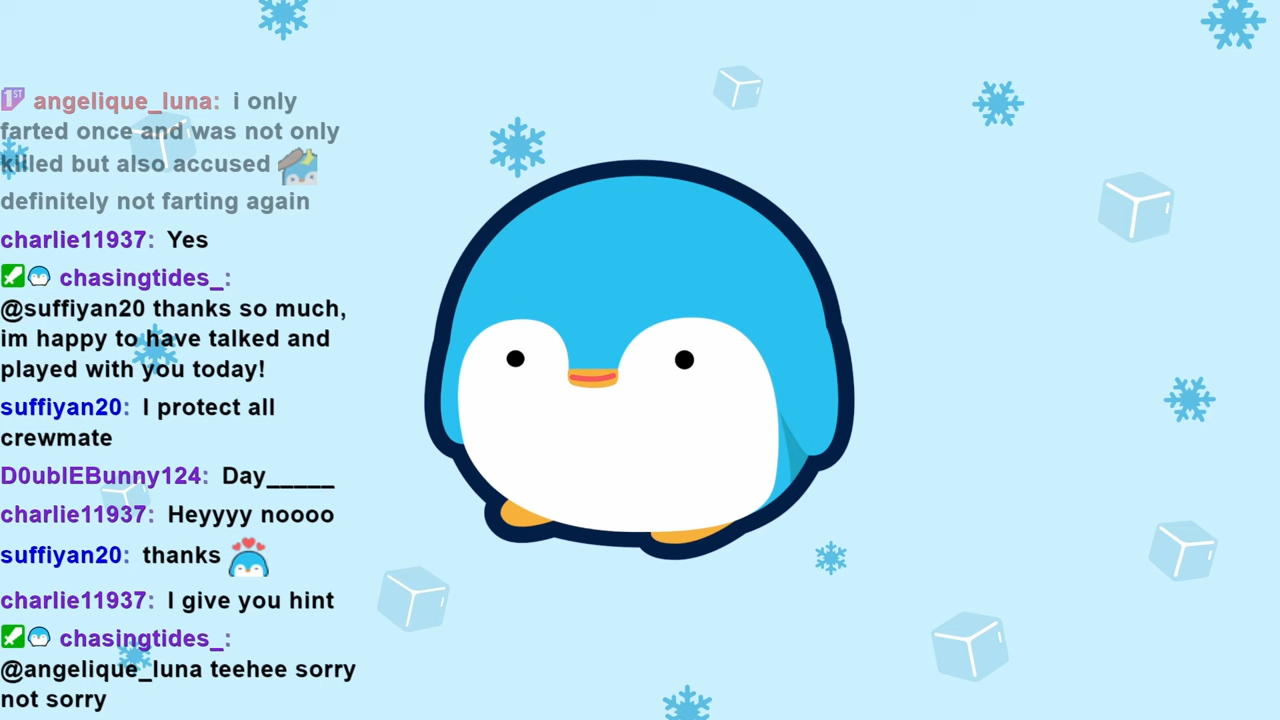 1ST angelique_luna: i only
farted once and was not only
killed but also accused
definitely not farting again
charlie11937: Yes
chasingtides_:
@suffiyan20 thanks so much,
im happy to have talked and
played with you today!
suffiyan20: I protect all
crewmate
D0ublEBunny124: Day_____
charlie11937: Heyyyy noooo
suffiyan20: thanks
charlie11937: I give you hint
chasingtides_:
@angelique_luna teehee sorry
not sorry